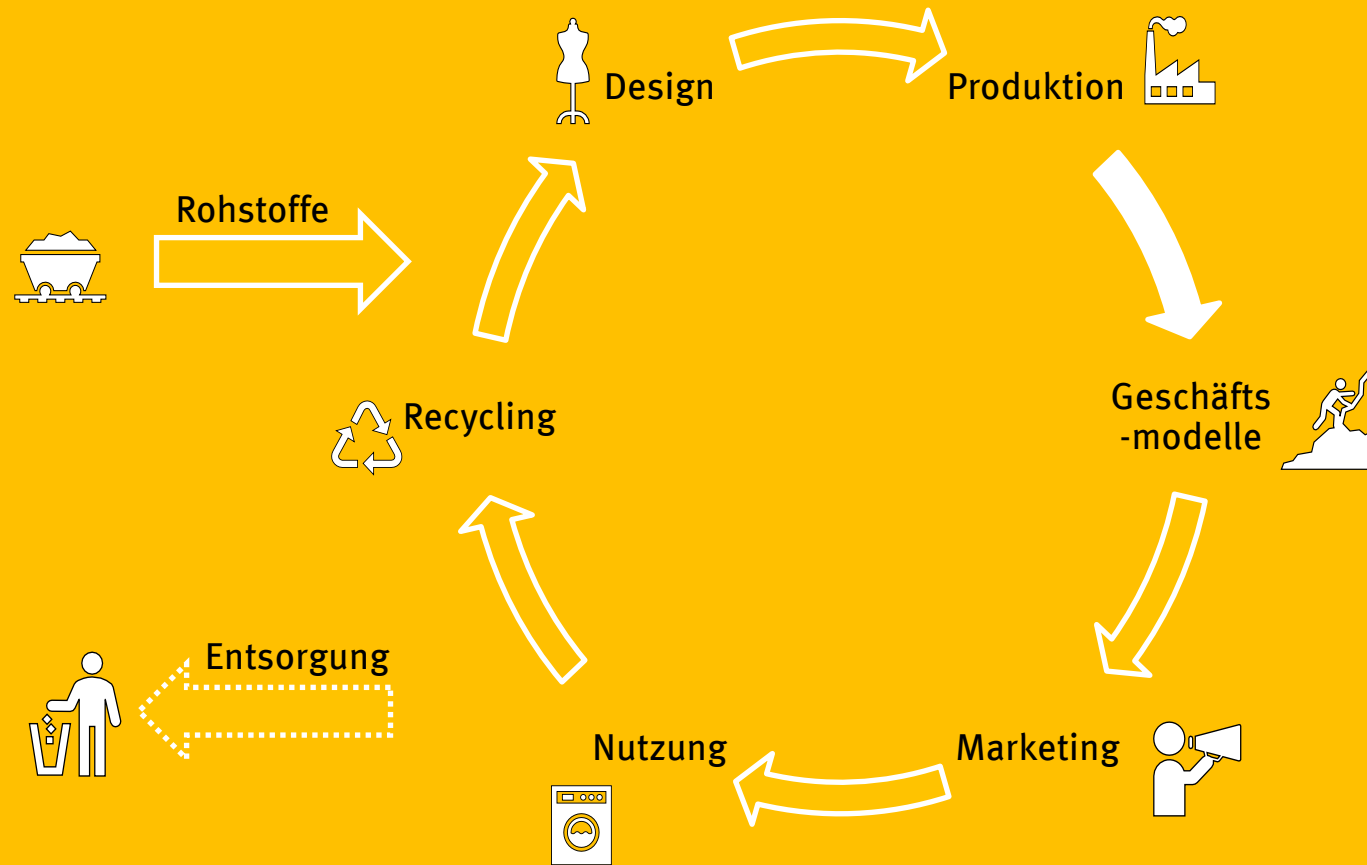 Design
Produktion
Rohstoffe
Geschäfts
-modelle
Recycling
Entsorgung
Nutzung
Marketing